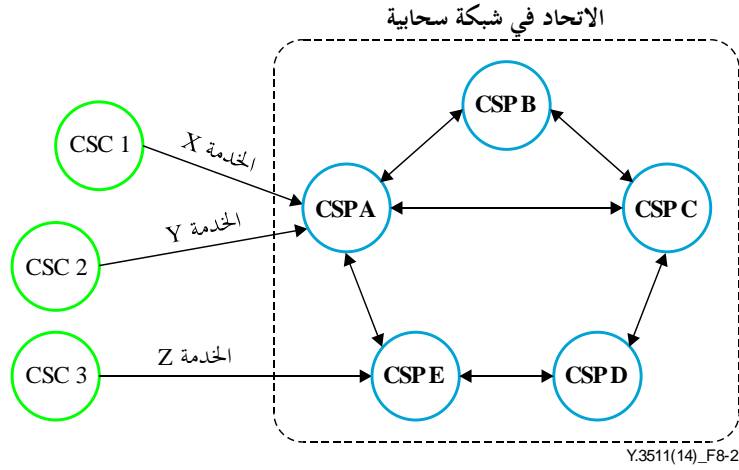 الاتحاد في شبكة سحابية
CSP B
CSC 1
الخدمة X
CSP A
CSP C
الخدمة Y
CSC 2
الخدمة Z
CSC 3
CSP E
CSP D
Y.3511(14)_F8-2